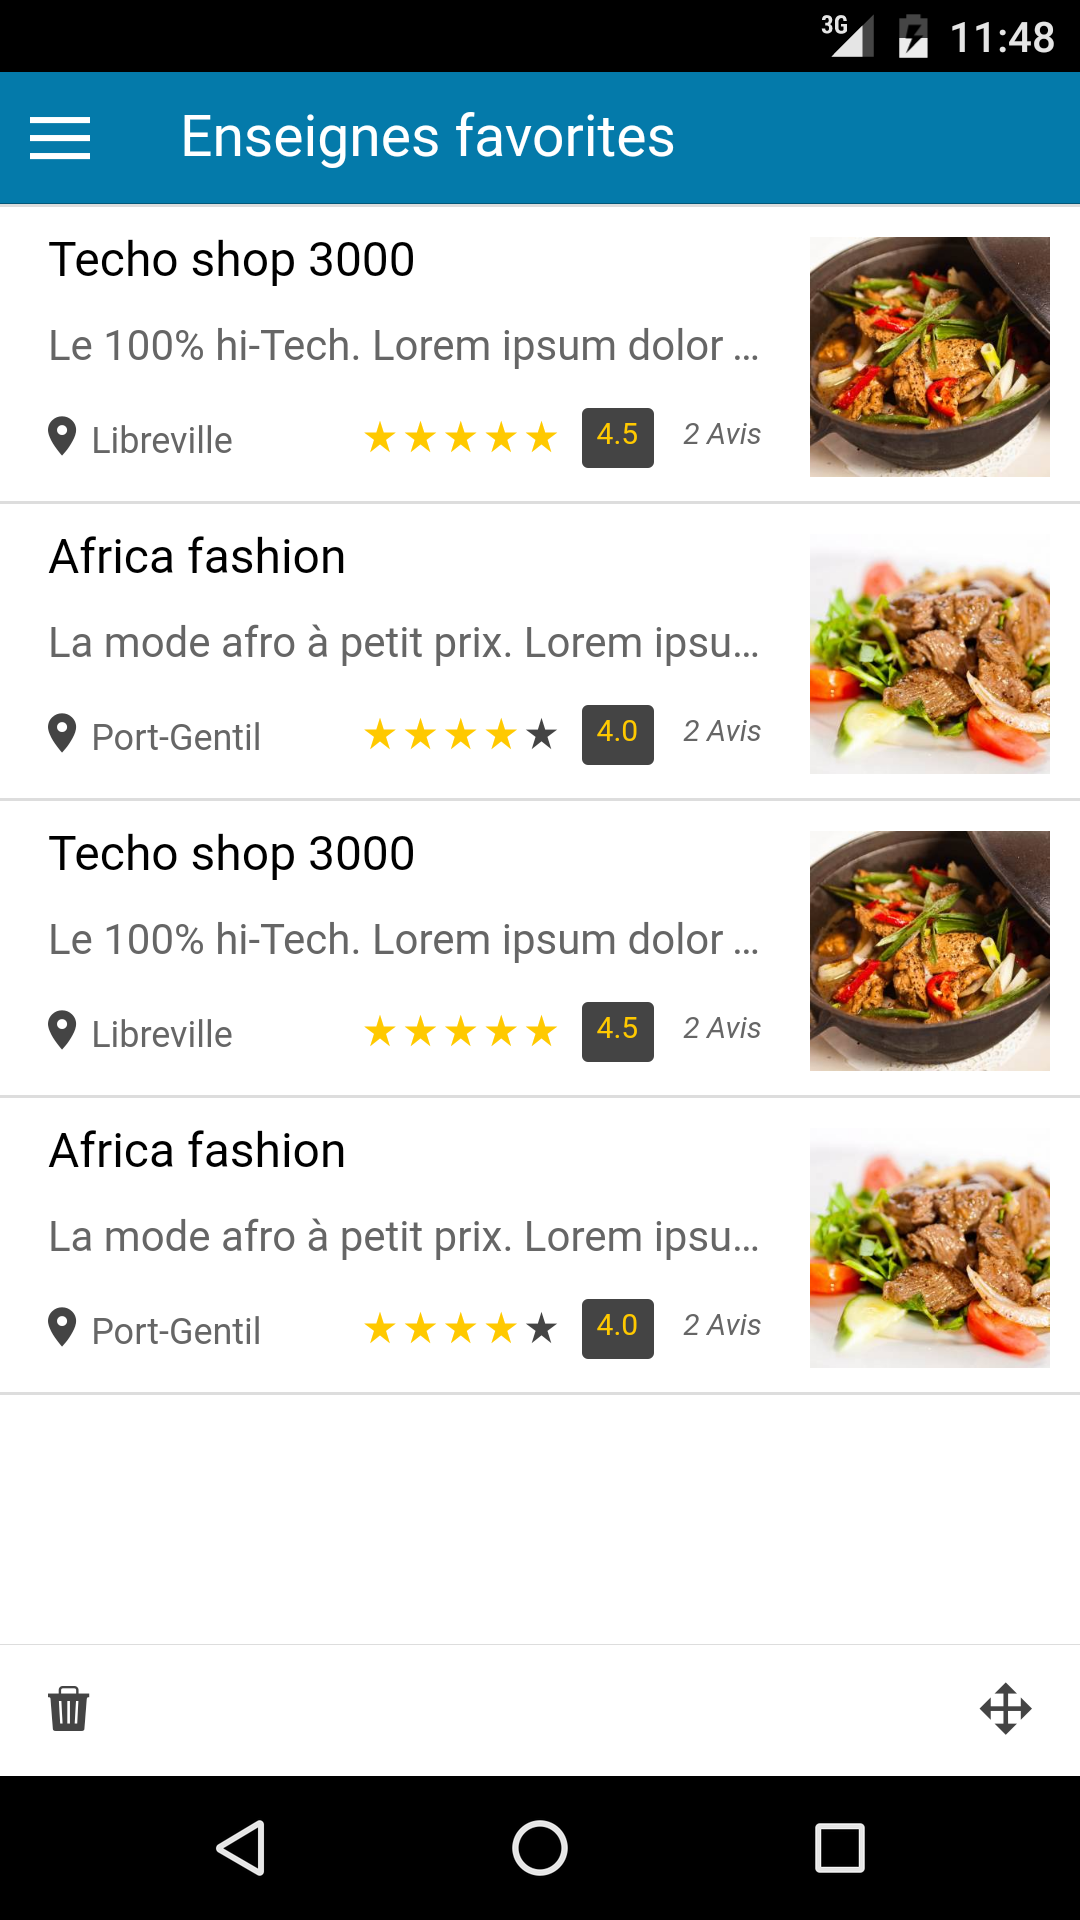 3G 11:48
Enseignes favorites
Techo shop 3000
Le 100% hi-Tech. Lorem ipsum dolor ...
Libreville 4.5 2 Avis
Africa fashion
La mode afro à petit prix. Lorem ipsu...
Port-Gentil 4.0 2 Avis
Techo shop 3000
Le 100% hi-Tech. Lorem ipsum dolor ...
Libreville 4.5 2 Avis
Africa fashion
La mode afro à petit prix. Lorem ipsu...
Port-Gentil 4.0 2 Avis